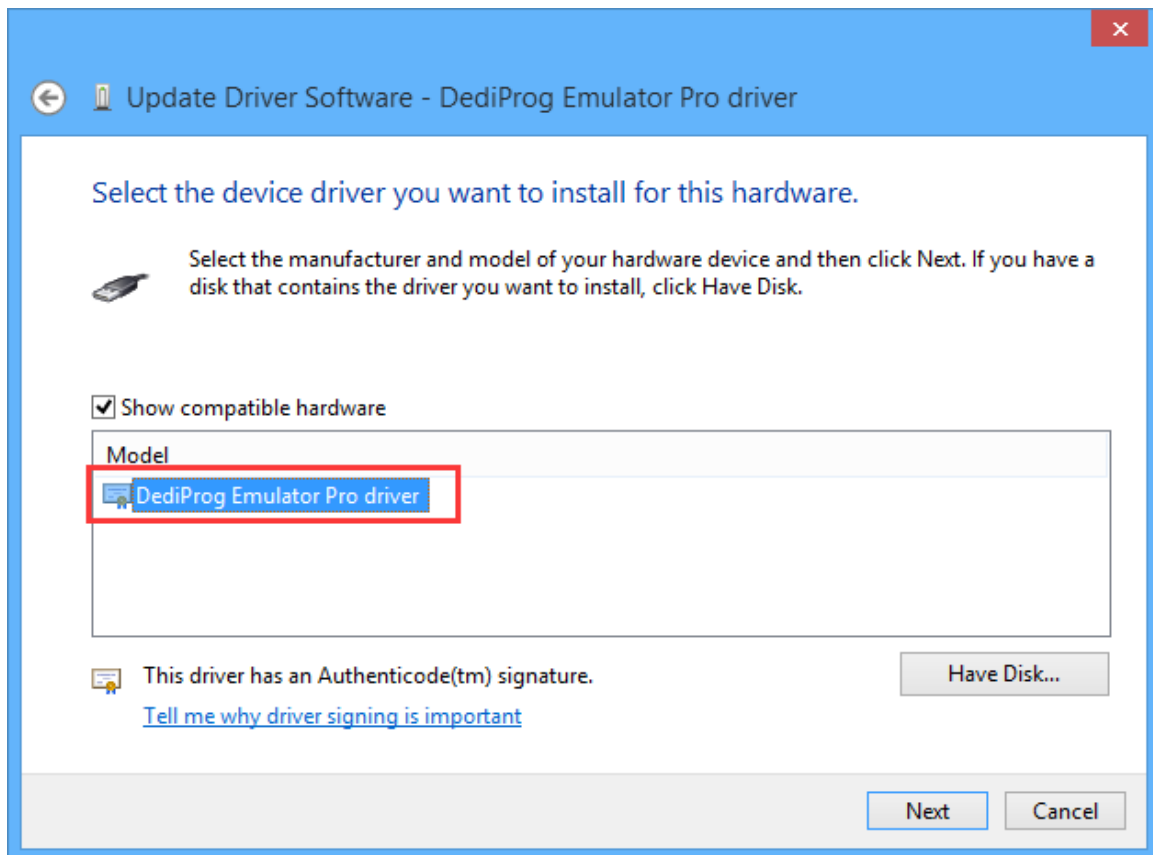 Update Driver Software - DediProg Emulator Pro driver
Select the device driver you want to install for this hardware.
Select the manufacturer and model of your hardware device and then click Next. If you have a
disk that contains the driver you want to install, click Have Disk.
Show compatible hardware
Model
DediProg Emulator Pro driver
This driver has an Authenticode(tm) signature.
Have Disk...
Tell me why driver signing is important
Next
Cancel